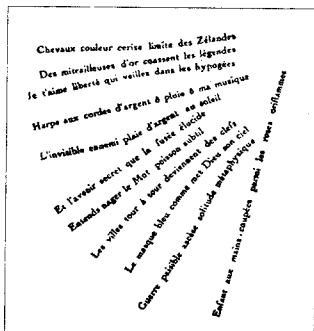 Chevaux couleur cerise limite des Zélandes
Des mitrailleuses d'or coassent les légendes
Je t'aime liberté qui veilles dans les hypogées
Harpe aux cordes d'argent ô pluie ô ma musique
L'invisible ennemi plaie d'argent au soleil
Et l'avenir secret que la fusée élucide
Entends nager le Mot poisson subtil
Les villes tour à tour deviennent des clefs
Le masque bleu comme met Dieu son ciel
Guerre paisible ascèse solitude métaphysique
Enfant aux mains coupées parmi les roses oriflammes